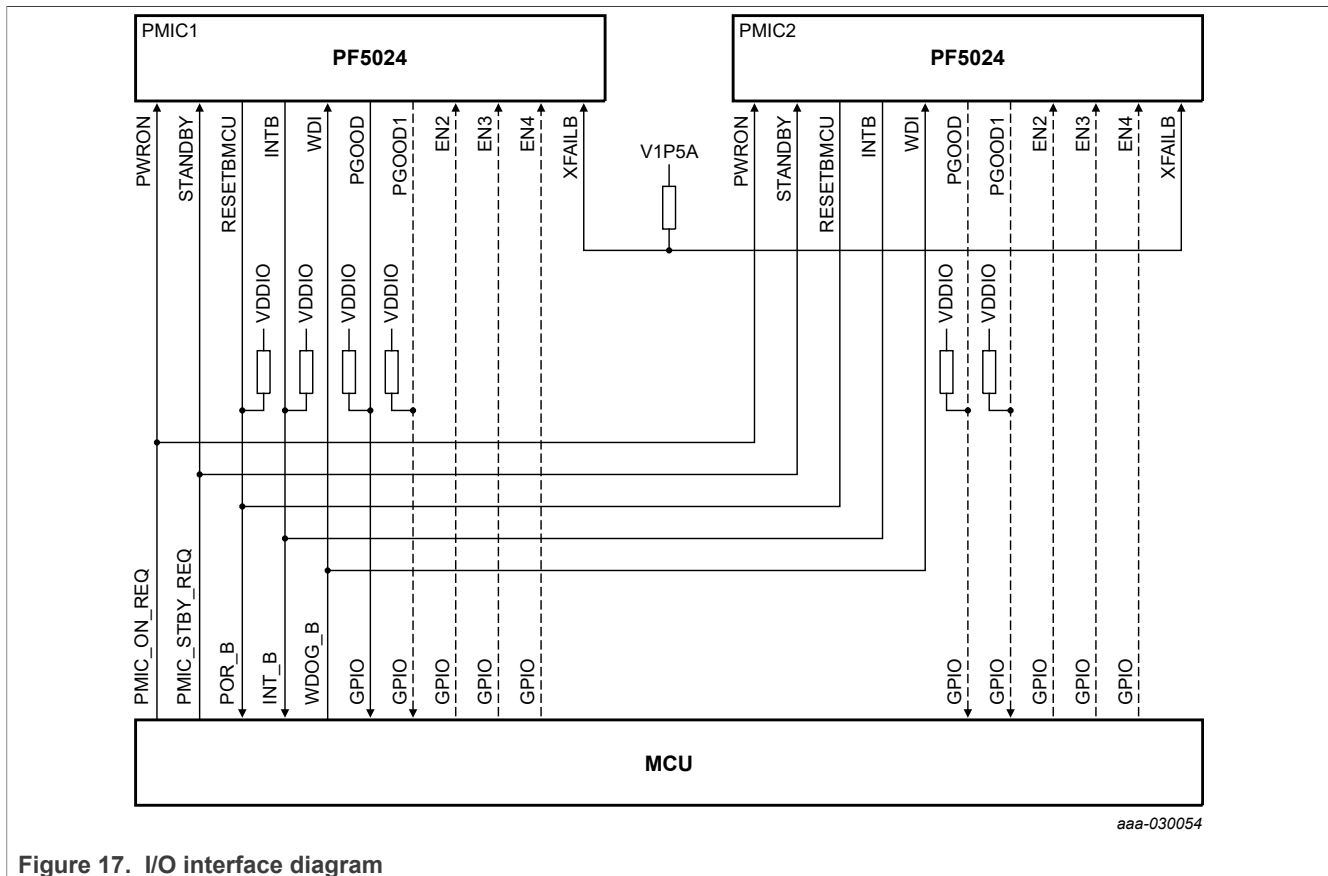 PMIC1
PF5024
PMIC2
PF5024
PWRON
STANDBY
RESETBMCU
INTB
WDI
PGOOD
PGOOD1
EN2
EN3
EN4
XFAILB
V1P5A
PWRON
STANDBY
RESETBMCU
INTB
WDI
PGOOD
PGOOD1
EN2
EN3
EN4
XFAILB
VDDIO
VDDIO
VDDIO
VDDIO
VDDIO
VDDIO
PMIC_ON_REQ
PMIC_STBY_REQ
POR_B
INT_B
WDOG_B
GPIO
GPIO
GPIO
GPIO
GPIO
GPIO
GPIO
GPIO
GPIO
GPIO
MCU
aaa-030054
Figure 17. I/O interface diagram